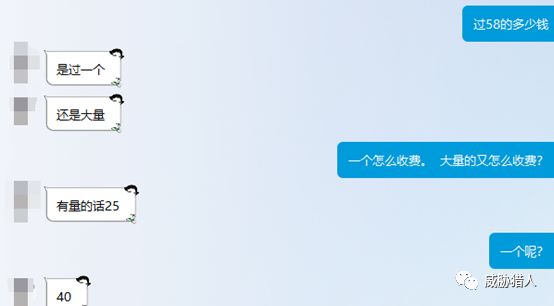 过58的多少钱
是过一个
还是大量
一个怎么收费。 大量的又怎么收费?
有量的话25
一个呢?
40
威胁猎人